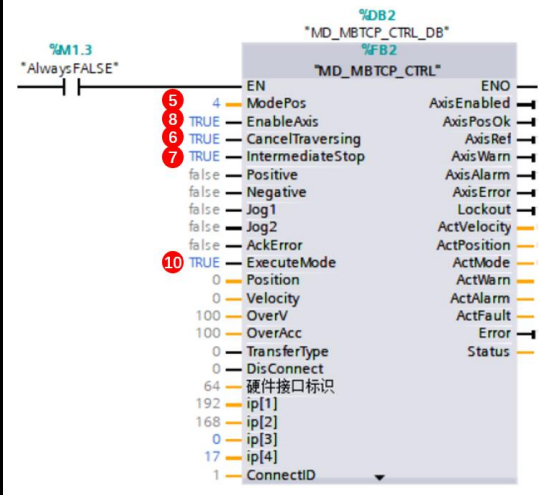 %DB2
"MD_MBTCP_CTRL_DB"
%M1.3
%FB2
"AlwaysFALSE"
"MD_MBTCP_CTRL"
EN ENO
5 4 ModePos AxisEnabled
8 TRUE EnableAxis AxisPosOk
6 TRUE CancelTraversing AxisRef
7 TRUE IntermediateStop AxisWarn
false Positive AxisAlarm
false Negative AxisError
false Jog1 Lockout
false Jog2 ActVelocity
false AckError ActPosition
10 TRUE ExecuteMode ActMode
0 Position ActWarn
0 Velocity ActAlarm
100 OverV ActFault
100 OverAcc Error
0 TransferType Status
0 DisConnect
64 硬件接口标识
192 ip[1]
168 ip[2]
0 ip[3]
17 ip[4]
1 ConnectID